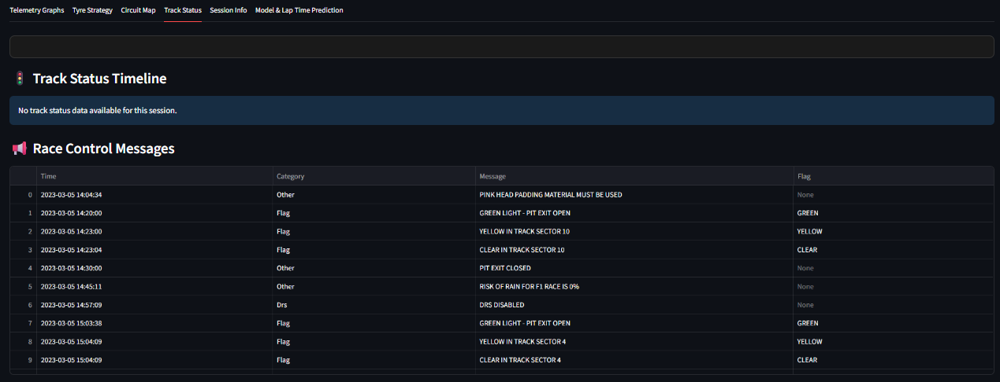 Telemetry Graphs Tyre Strategy Circuit Map Track Status Session Info Model & Lap Time Prediction
Track Status Timeline
No track status data available for this session.
Race Control Messages
Time Category Message Flag
0 2023-03-05 14:04:34 Other PINK HEAD PADDING MATERIAL MUST BE USED None
1 2023-03-05 14:20:00 Flag GREEN LIGHT - PIT EXIT OPEN GREEN
2 2023-03-05 14:23:00 Flag YELLOW IN TRACK SECTOR 10 YELLOW
3 2023-03-05 14:23:04 Flag CLEAR IN TRACK SECTOR 10 CLEAR
4 2023-03-05 14:30:00 Other PIT EXIT CLOSED None
5 2023-03-05 14:45:11 Other RISK OF RAIN FOR F1 RACE IS 0% None
6 2023-03-05 14:57:09 Drs DRS DISABLED None
7 2023-03-05 15:03:38 Flag GREEN LIGHT - PIT EXIT OPEN GREEN
8 2023-03-05 15:04:09 Flag YELLOW IN TRACK SECTOR 4 YELLOW
9 2023-03-05 15:04:09 Flag CLEAR IN TRACK SECTOR 4 CLEAR